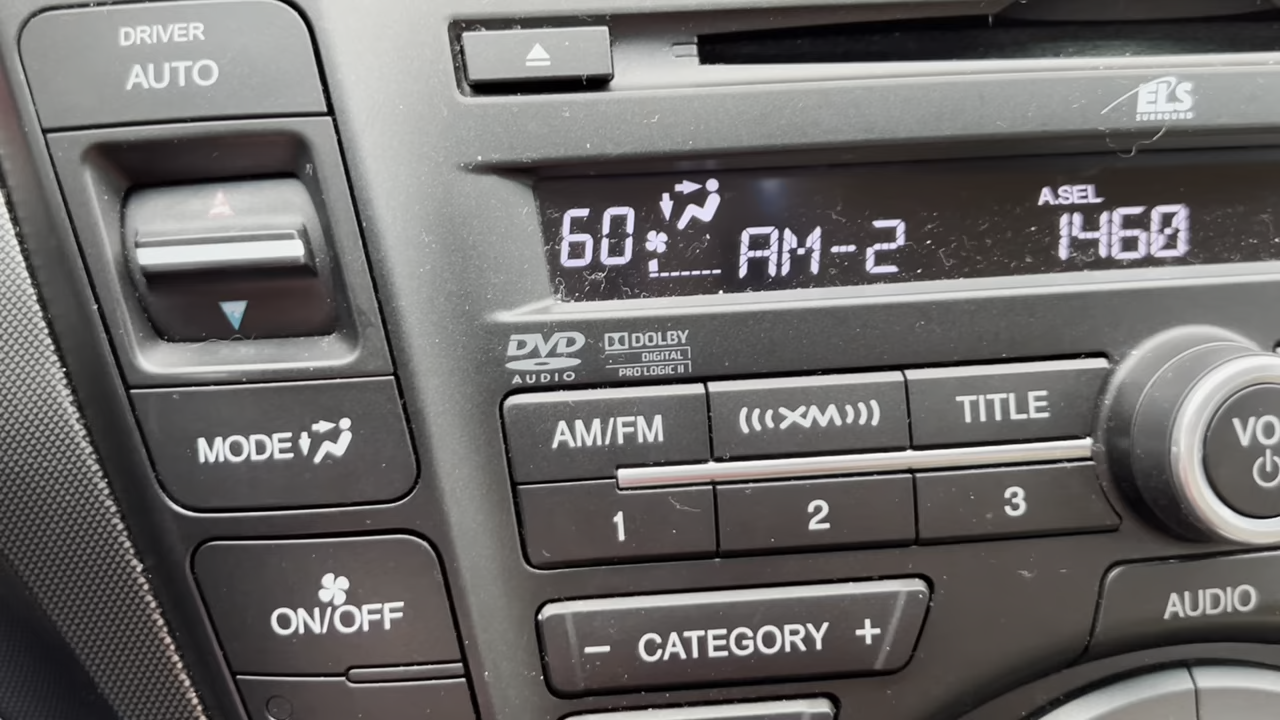 DRIVER
AUTO
ELS
SURROUND
60
AM-2
A.SEL
1460
DVD
AUDIO
DOLBY
DIGITAL
PRO LOGIC II
MODE
AM/FM
(((XM)))
TITLE
1
2
3
ON/OFF
- CATEGORY +
AUDIO